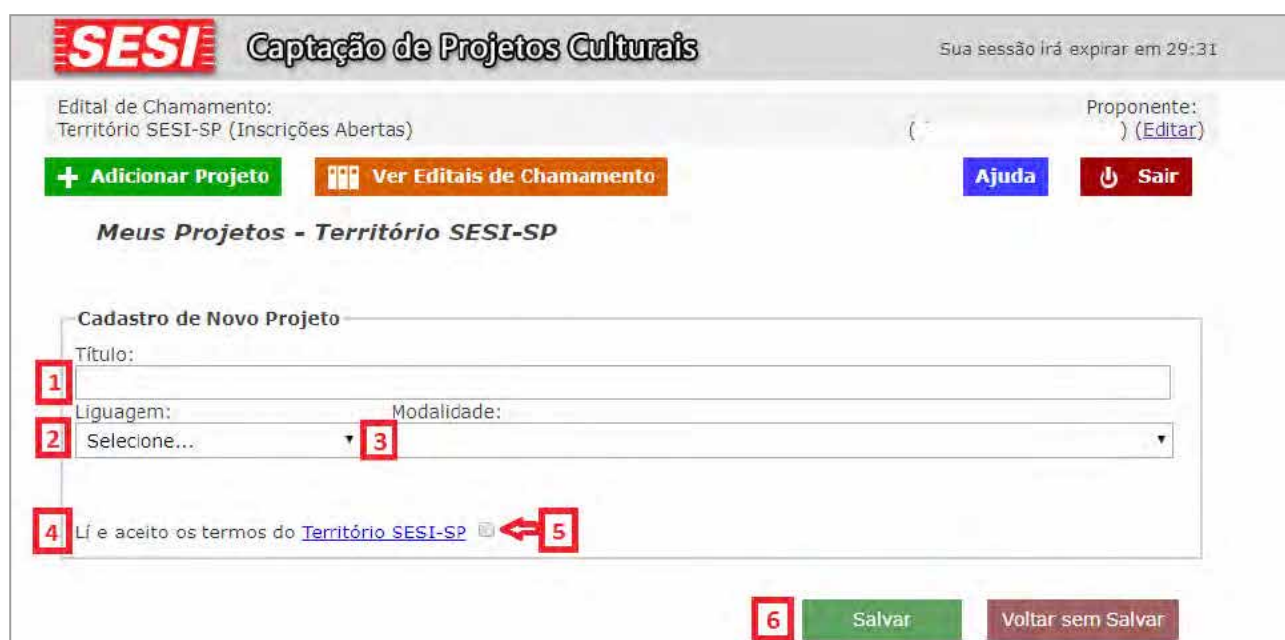 SESI Captação de Projetos Culturais Sua sessão irá expirar em 29:31
Edital de Chamamento: Proponente:
Território SESI-SP (Inscrições Abertas) ( ) (Editar)
+ Adicionar Projeto Ver Editais de Chamamento Ajuda Sair
Meus Projetos - Território SESI-SP
Cadastro de Novo Projeto
Título:
1
Liguagem: Modalidade:
2 Selecione... 3
4 Lí e aceito os termos do Território SESI-SP 5
6 Salvar Voltar sem Salvar